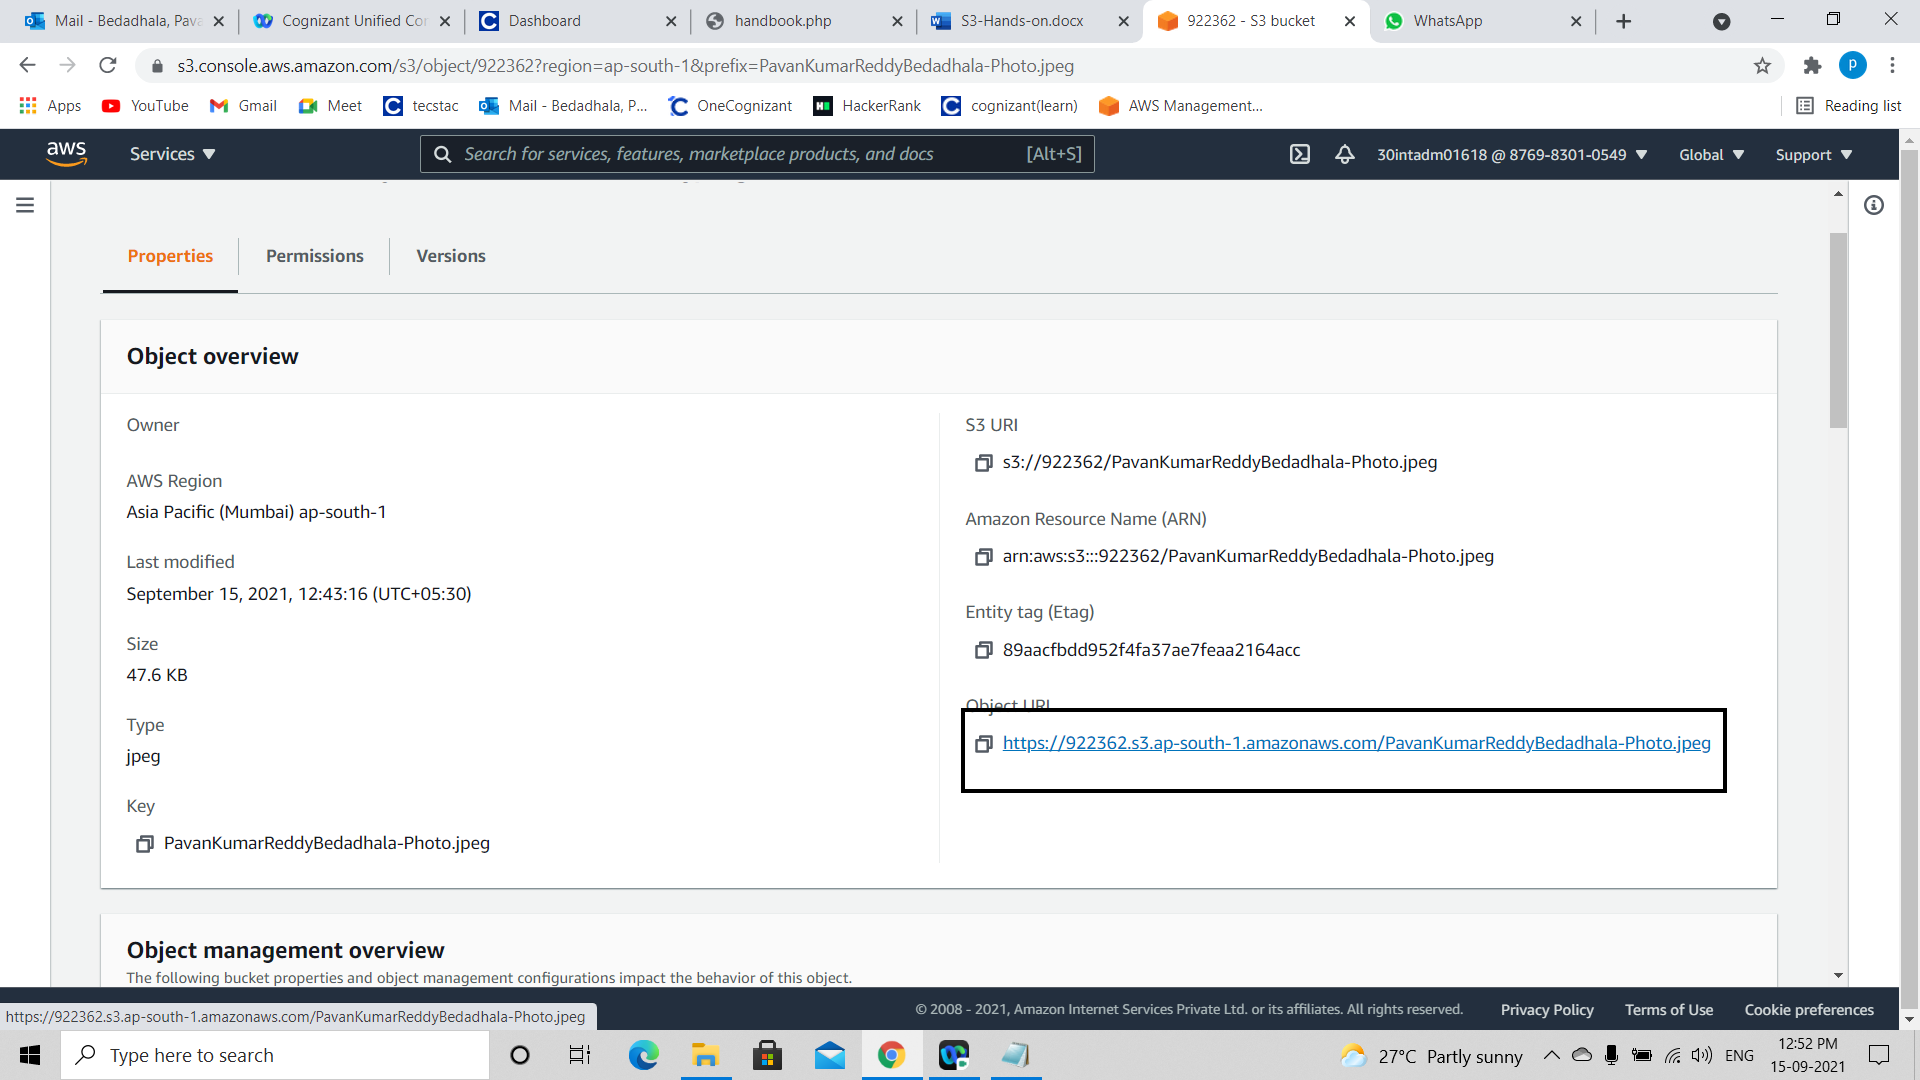 Mail - Bedadhala, Pava
Cognizant Unified Con
Dashboard
handbook.php
S3-Hands-on.docx
922362 - S3 bucket
WhatsApp
s3.console.aws.amazon.com/s3/object/922362?region=ap-south-1&prefix=PavanKumarReddyBedadhala-Photo.jpeg
P
Apps
YouTube
Gmail
Meet
tecstac
Mail - Bedadhala, P...
OneCognizant
HackerRank
cognizant(learn)
AWS Management...
Reading list
aws
Services
Search for services, features, marketplace products, and docs
[Alt+S]
30intadm01618 @ 8769-8301-0549
Global
Support
Properties
Permissions
Versions
Object overview
Owner
AWS Region
Asia Pacific (Mumbai) ap-south-1
Last modified
September 15, 2021, 12:43:16 (UTC+05:30)
Size
47.6 KB
Type
jpeg
Key
PavanKumarReddyBedadhala-Photo.jpeg
S3 URI
s3://922362/PavanKumarReddyBedadhala-Photo.jpeg
Amazon Resource Name (ARN)
arn:aws:s3:::922362/PavanKumarReddyBedadhala-Photo.jpeg
Entity tag (Etag)
89aacfbdd952f4fa37ae7feaa2164acc
Object URL
https://922362.s3.ap-south-1.amazonaws.com/PavanKumarReddyBedadhala-Photo.jpeg
Object management overview
The following bucket properties and object management configurations impact the behavior of this object.
https://922362.s3.ap-south-1.amazonaws.com/PavanKumarReddyBedadhala-Photo.jpeg
© 2008 - 2021, Amazon Internet Services Private Ltd. or its affiliates. All rights reserved.
Privacy Policy
Terms of Use
Cookie preferences
Type here to search
27°C Partly sunny
ENG
12:52 PM
15-09-2021